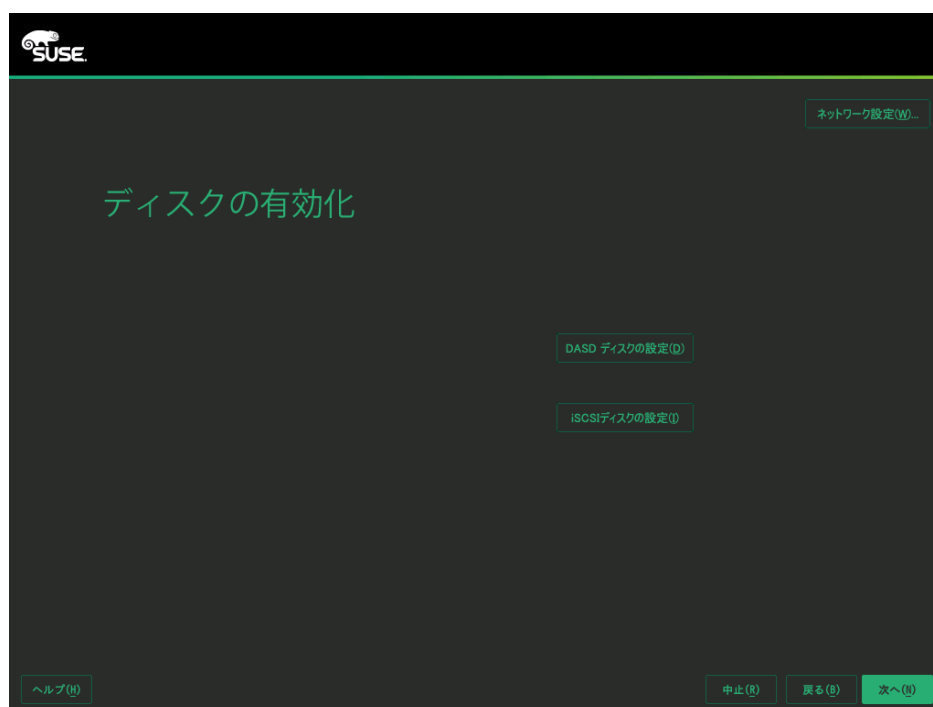 SUSE.
ネットワーク設定(W)...
ディスクの有効化
DASD ディスクの設定(D)
iSCSIディスクの設定(I)
ヘルプ(H)
中止(R)
戻る(B)
次へ(N)